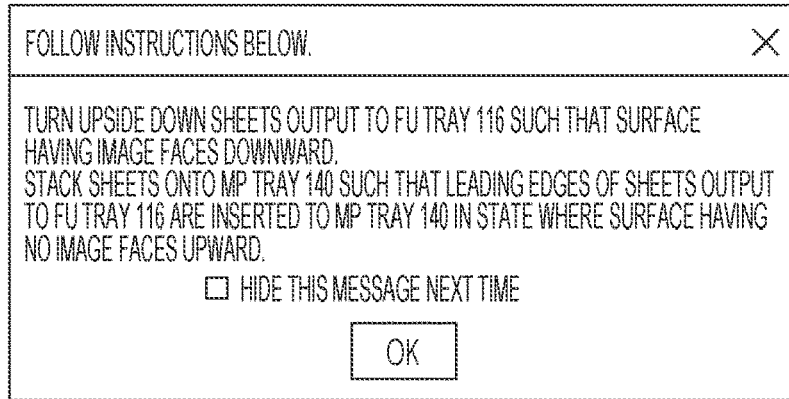 FOLLOW INSTRUCTIONS BELOW.
TURN UPSIDE DOWN SHEETS OUTPUT TO FU TRAY 116 SUCH THAT SURFACE
HAVING IMAGE FACES DOWNWARD.
STACK SHEETS ONTO MP TRAY 140 SUCH THAT LEADING EDGES OF SHEETS OUTPUT
TO FU TRAY 116 ARE INSERTED TO MP TRAY 140 IN STATE WHERE SURFACE HAVING
NO IMAGE FACES UPWARD.
HIDE THIS MESSAGE NEXT TIME
OK